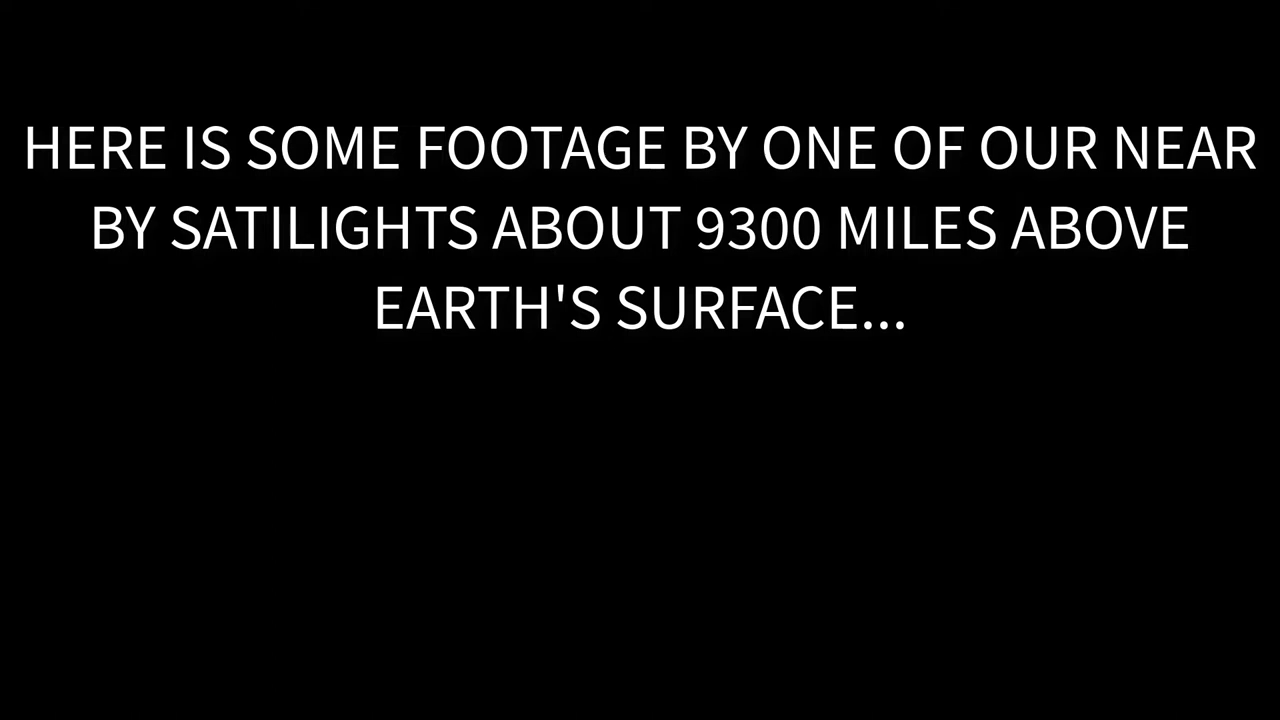 HERE IS SOME FOOTAGE BY ONE OF OUR NEAR
BY SATILIGHTS ABOUT 9300 MILES ABOVE
EARTH'S SURFACE...